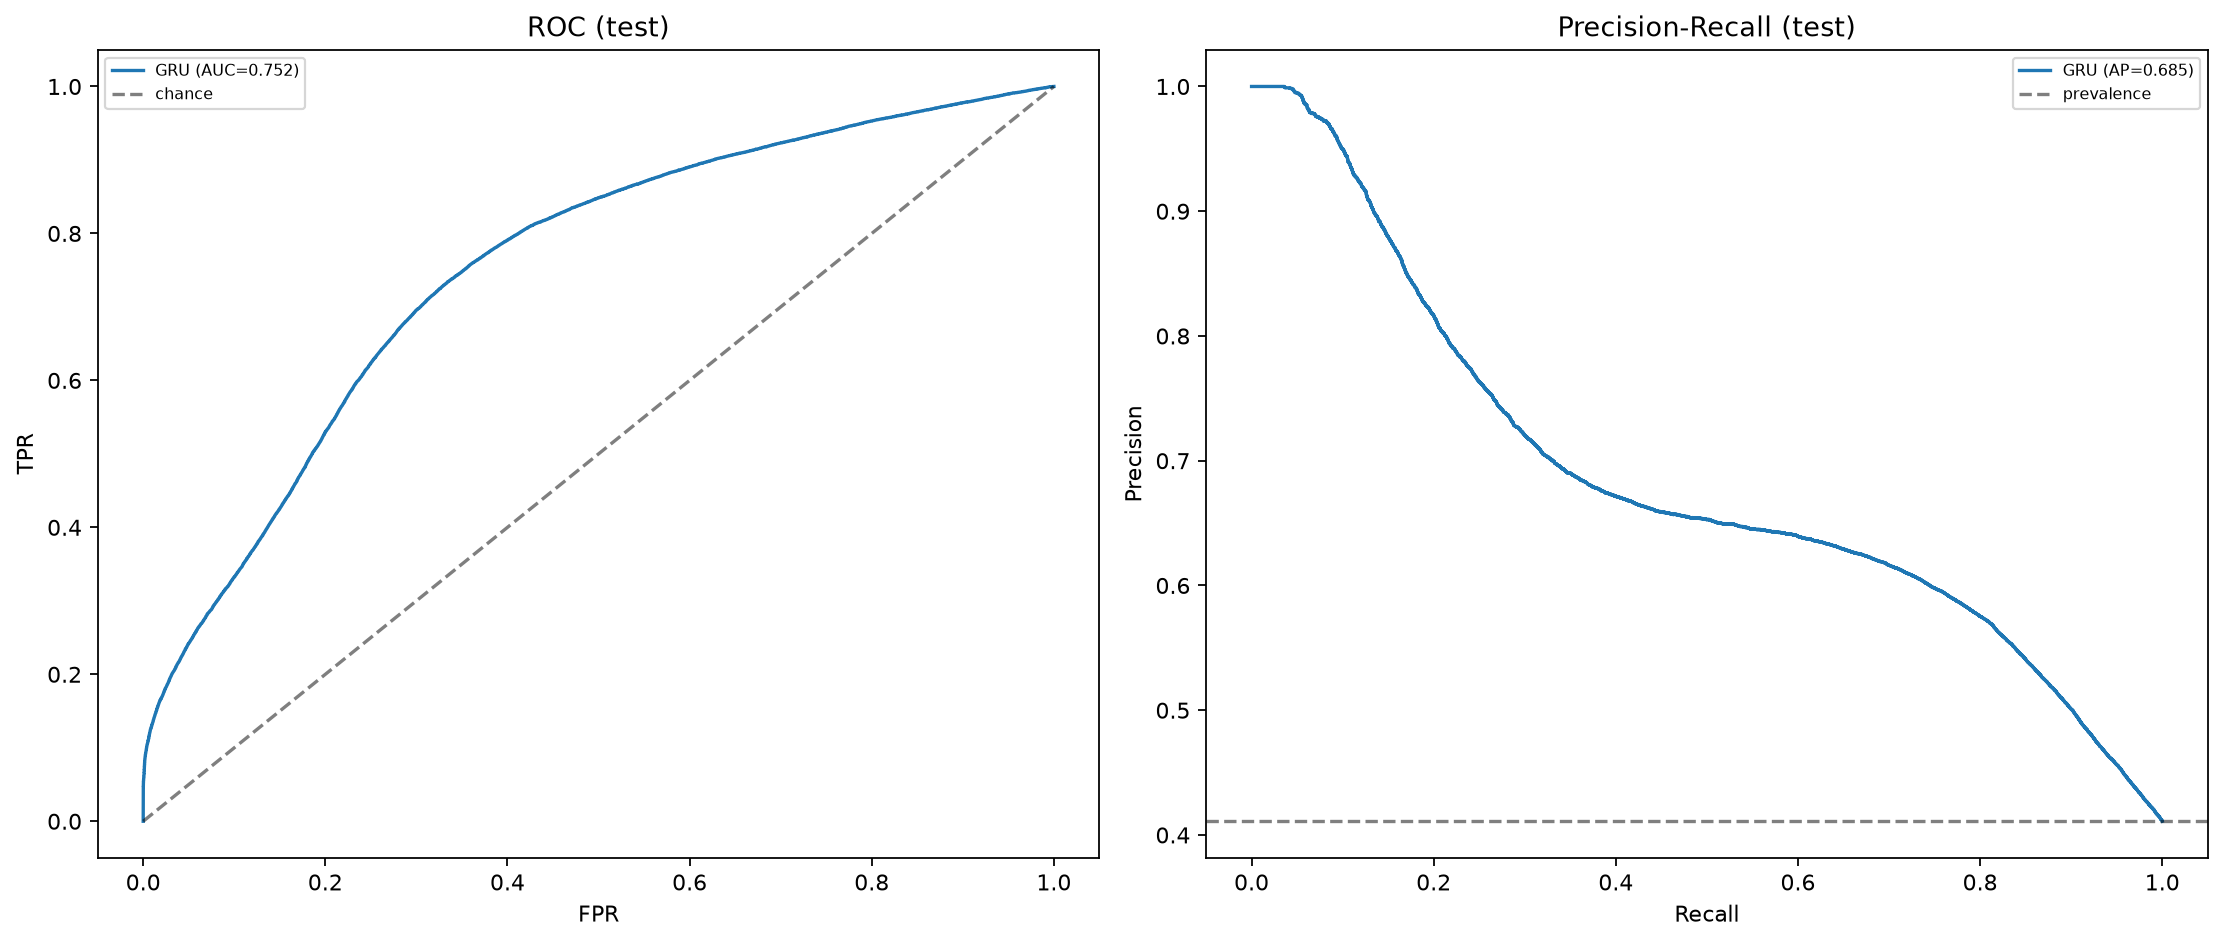 ROC (test)
GRU (AUC=0.752)
chance
1.0
0.8
0.6
0.4
0.2
0.0
TPR
0.0 0.2 0.4 0.6 0.8 1.0
FPR
Precision-Recall (test)
GRU (AP=0.685)
prevalence
1.0
0.9
0.8
0.7
0.6
0.5
0.4
Precision
0.0 0.2 0.4 0.6 0.8 1.0
Recall